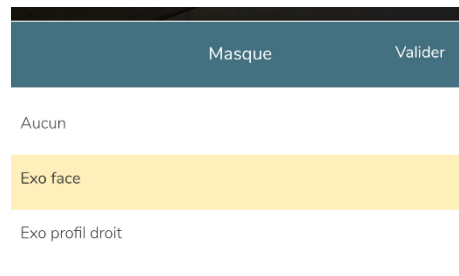 Masque
Valider
Aucun
Exo face
Exo profil droit